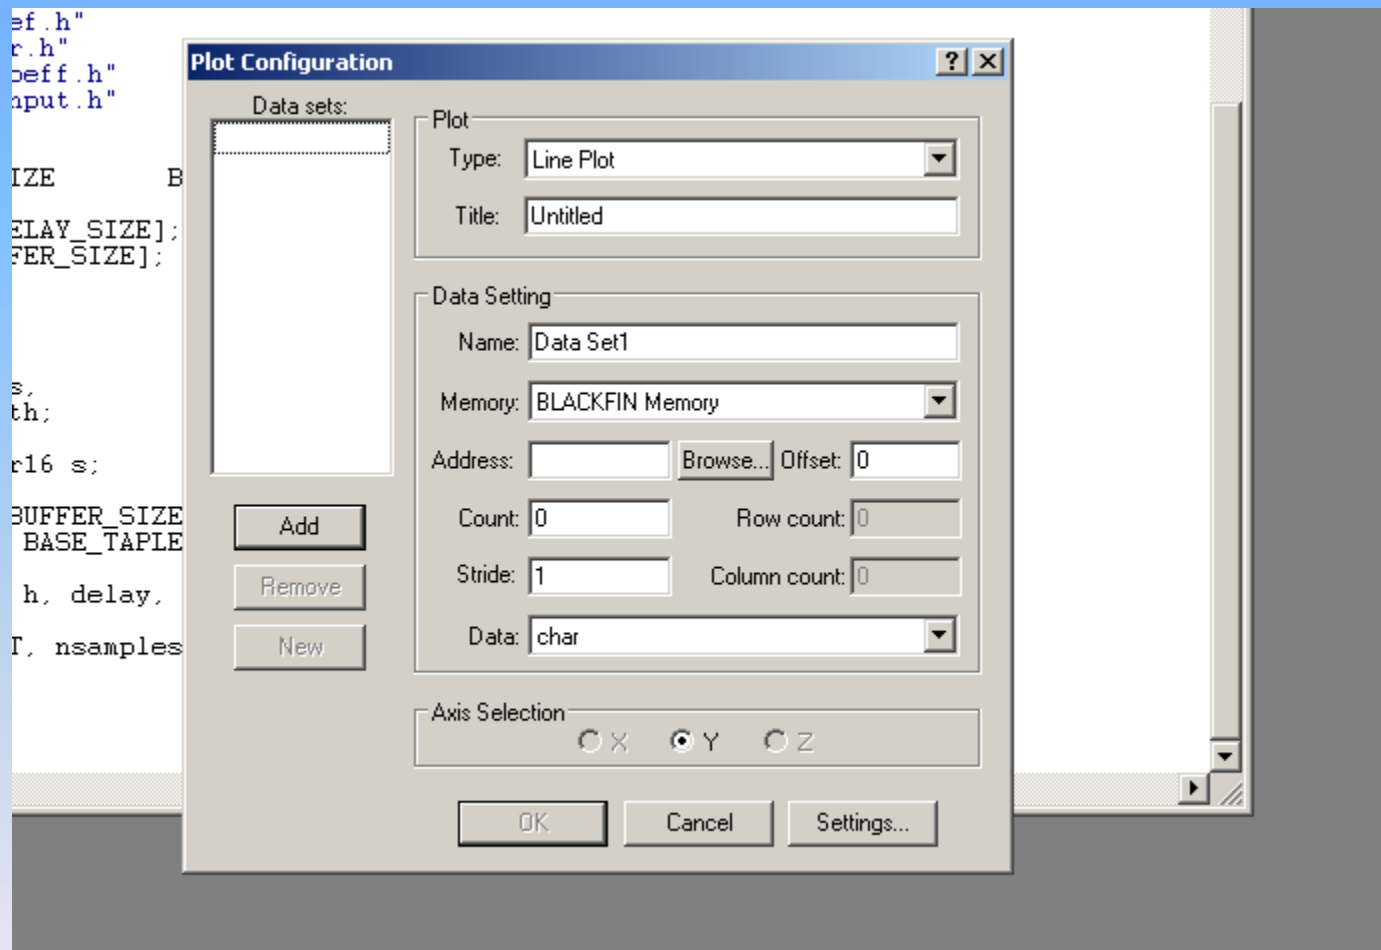 ef.h"
r.h"
oeff.h"
nput.h"
IZE B
ELAY_SIZE];
FER_SIZE];
s,
th;
r16 s;
BUFFER_SIZE
BASE_TAPLE
h, delay,
T, nsamples
Plot Configuration
Data sets:
Add
Remove
New
Plot
Type: Line Plot
Title: Untitled
Data Setting
Name: Data Set1
Memory: BLACKFIN Memory
Address: Browse... Offset: 0
Count: 0 Row count: 0
Stride: 1 Column count: 0
Data: char
Axis Selection
X Y Z
OK Cancel Settings...